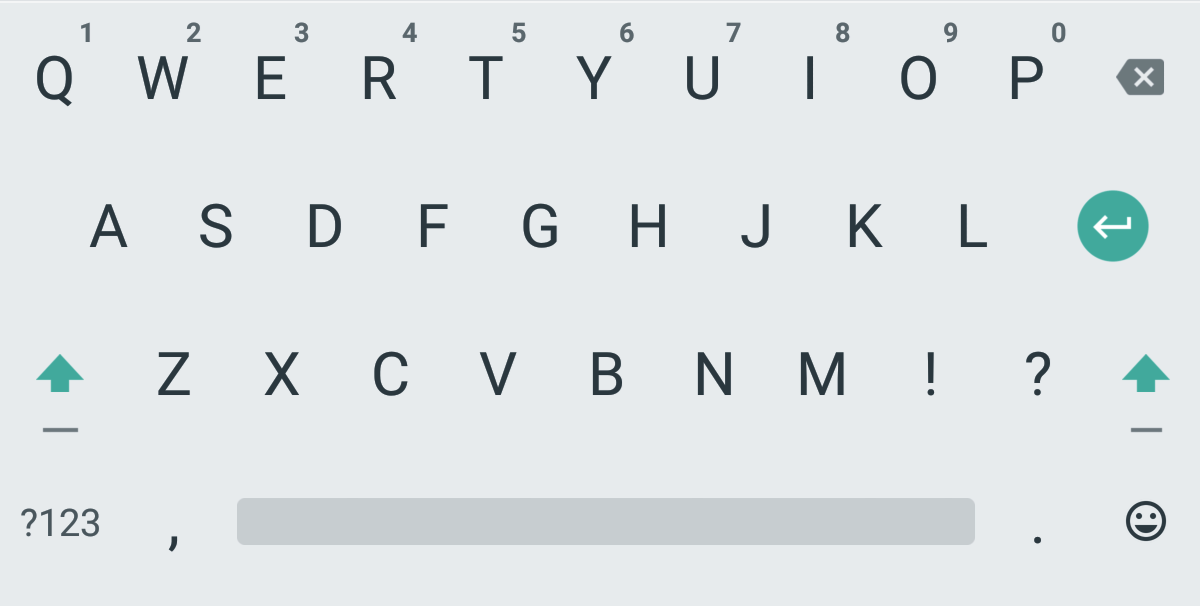 1 2 3 4 5 6 7 8 9 0
Q W E R T Y U I O P
A S D F G H J K L
Z X C V B N M ! ?
?123 , .